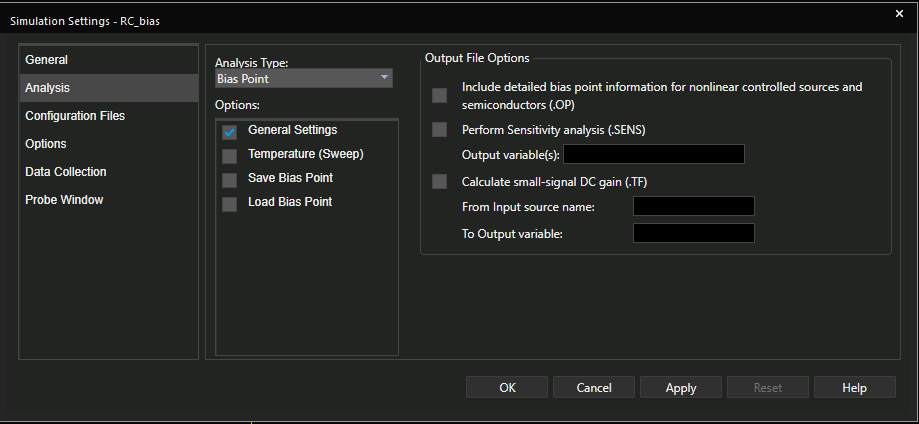 Simulation Settings - RC_bias
General
Analysis
Configuration Files
Options
Data Collection
Probe Window
Analysis Type:
Bias Point
Options:
General Settings
Temperature (Sweep)
Save Bias Point
Load Bias Point
Output File Options
Include detailed bias point information for nonlinear controlled sources and
semiconductors (.OP)
Perform Sensitivity analysis (.SENS)
Output variable(s):
Calculate small-signal DC gain (.TF)
From Input source name:
To Output variable:
OK
Cancel
Apply
Reset
Help